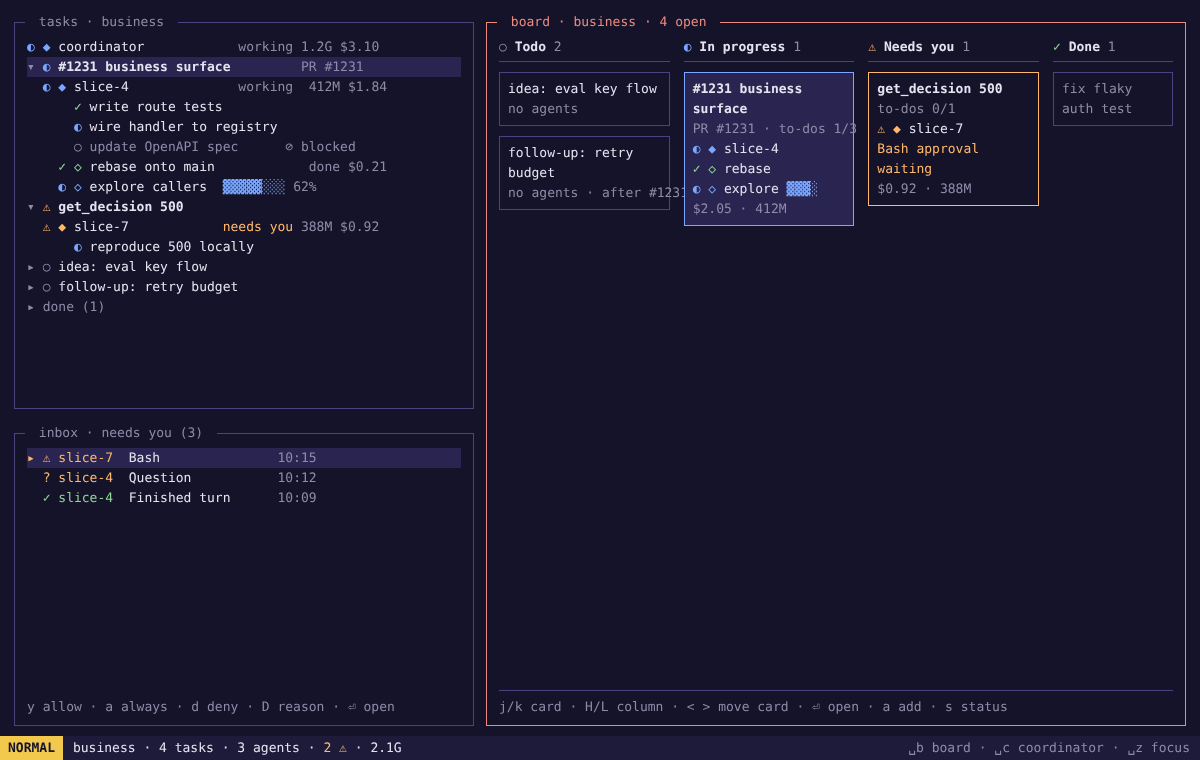 tasks · business
◐ ◆ coordinator working 1.2G $3.10
▾ ◐ #1231 business surface PR #1231
◐ ◆ slice-4 working 412M $1.84
✓ write route tests
◐ wire handler to registry
○ update OpenAPI spec ⊘ blocked
✓ ◇ rebase onto main done $0.21
◐ ◇ explore callers ▓▓▓▓▓░░░ 62%
▾ ⚠ get_decision 500
⚠ ◆ slice-7 needs you 388M $0.92
◐ reproduce 500 locally
▸ ○ idea: eval key flow
▸ ○ follow-up: retry budget
▸ done (1)
inbox · needs you (3)
▸ ⚠ slice-7 Bash 10:15
? slice-4 Question 10:12
✓ slice-4 Finished turn 10:09
y allow · a always · d deny · D reason · ⏎ open
board · business · 4 open
○ Todo 2
idea: eval key flow
no agents
follow-up: retry
budget
no agents · after #1231
◐ In progress 1
#1231 business
surface
PR #1231 · to-dos 1/3
◐ ◆ slice-4
✓ ◇ rebase
◐ ◇ explore ▓▓▓░
$2.05 · 412M
⚠ Needs you 1
get_decision 500
to-dos 0/1
⚠ ◆ slice-7
Bash approval
waiting
$0.92 · 388M
✓ Done 1
fix flaky
auth test
j/k card · H/L column · < > move card · ⏎ open · a add · s status
NORMAL business · 4 tasks · 3 agents · 2 ⚠ · 2.1G ␣b board · ␣c coordinator · ␣z focus